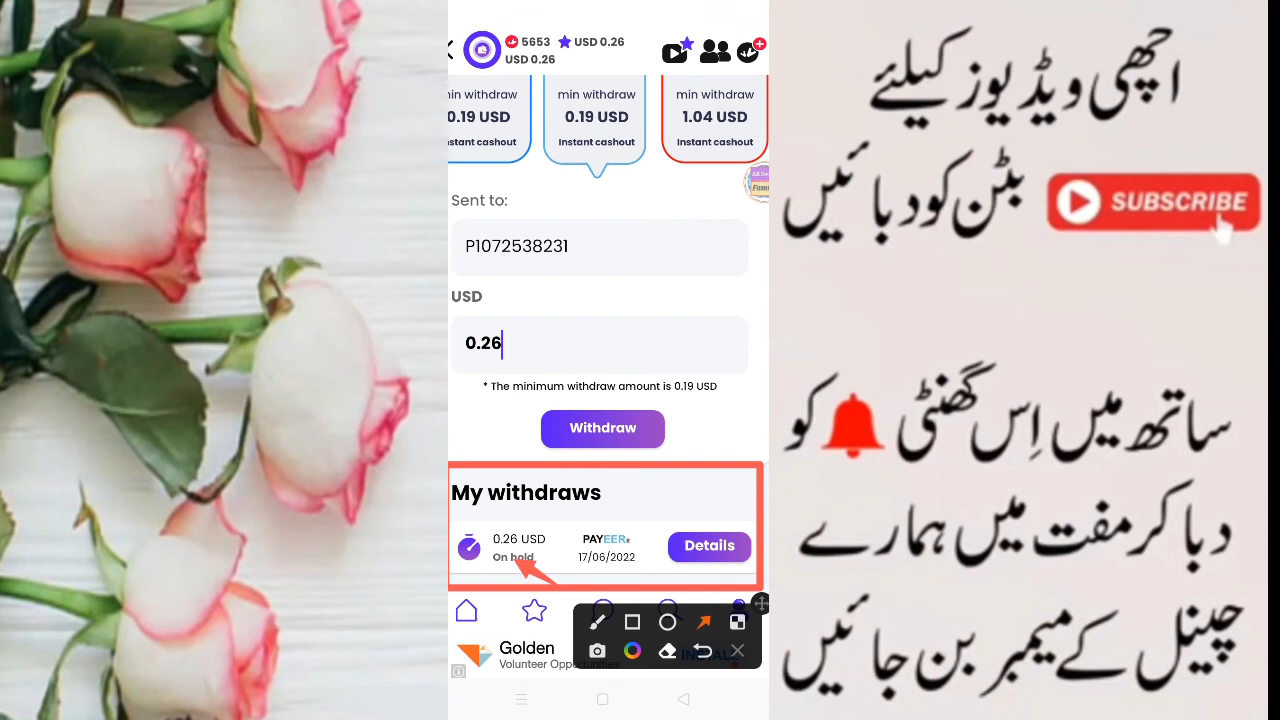 5653 USD 0.26
USD 0.26
min withdraw min withdraw min withdraw
0.19 USD 0.19 USD 1.04 USD
Instant cashout Instant cashout Instant cashout
Sent to:
P1072538231
USD
0.26
* The minimum withdraw amount is 0.19 USD
Withdraw
My withdraws
0.26 USD PAYEER Details
On hold 17/06/2022
Golden
Volunteer Opportunities
اچھی ویڈیوز کیلئے
بٹن کو دبائیں SUBSCRIBE
ساتھ میں اِس گھنٹی کو
دبا کر مفت میں ہمارے
چینل کے میمبر بن جائیں